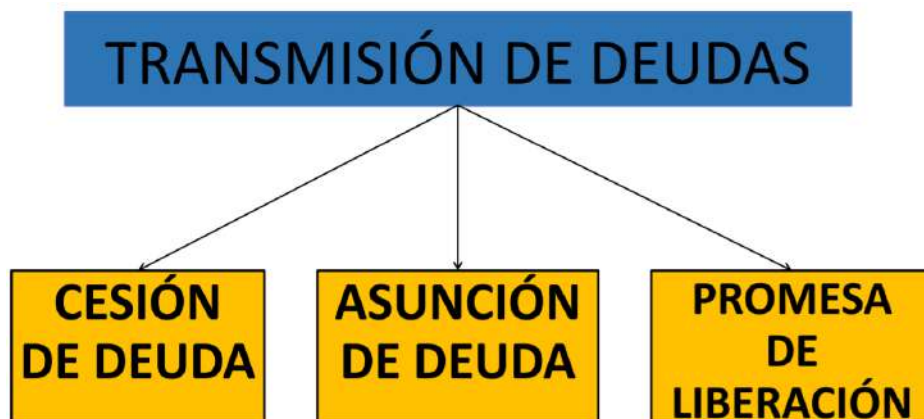 TRANSMISIÓN DE DEUDAS
CESIÓN
DE DEUDA
ASUNCIÓN
DE DEUDA
PROMESA
DE
LIBERACIÓN